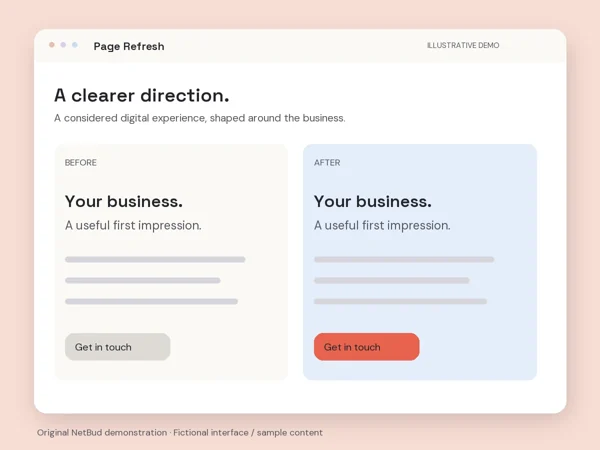 Page Refresh
ILLUSTRATIVE DEMO
A clearer direction.
A considered digital experience, shaped around the business.
BEFORE
Your business.
A useful first impression.
Get in touch
AFTER
Your business.
A useful first impression.
Get in touch
Original NetBud demonstration · Fictional interface / sample content